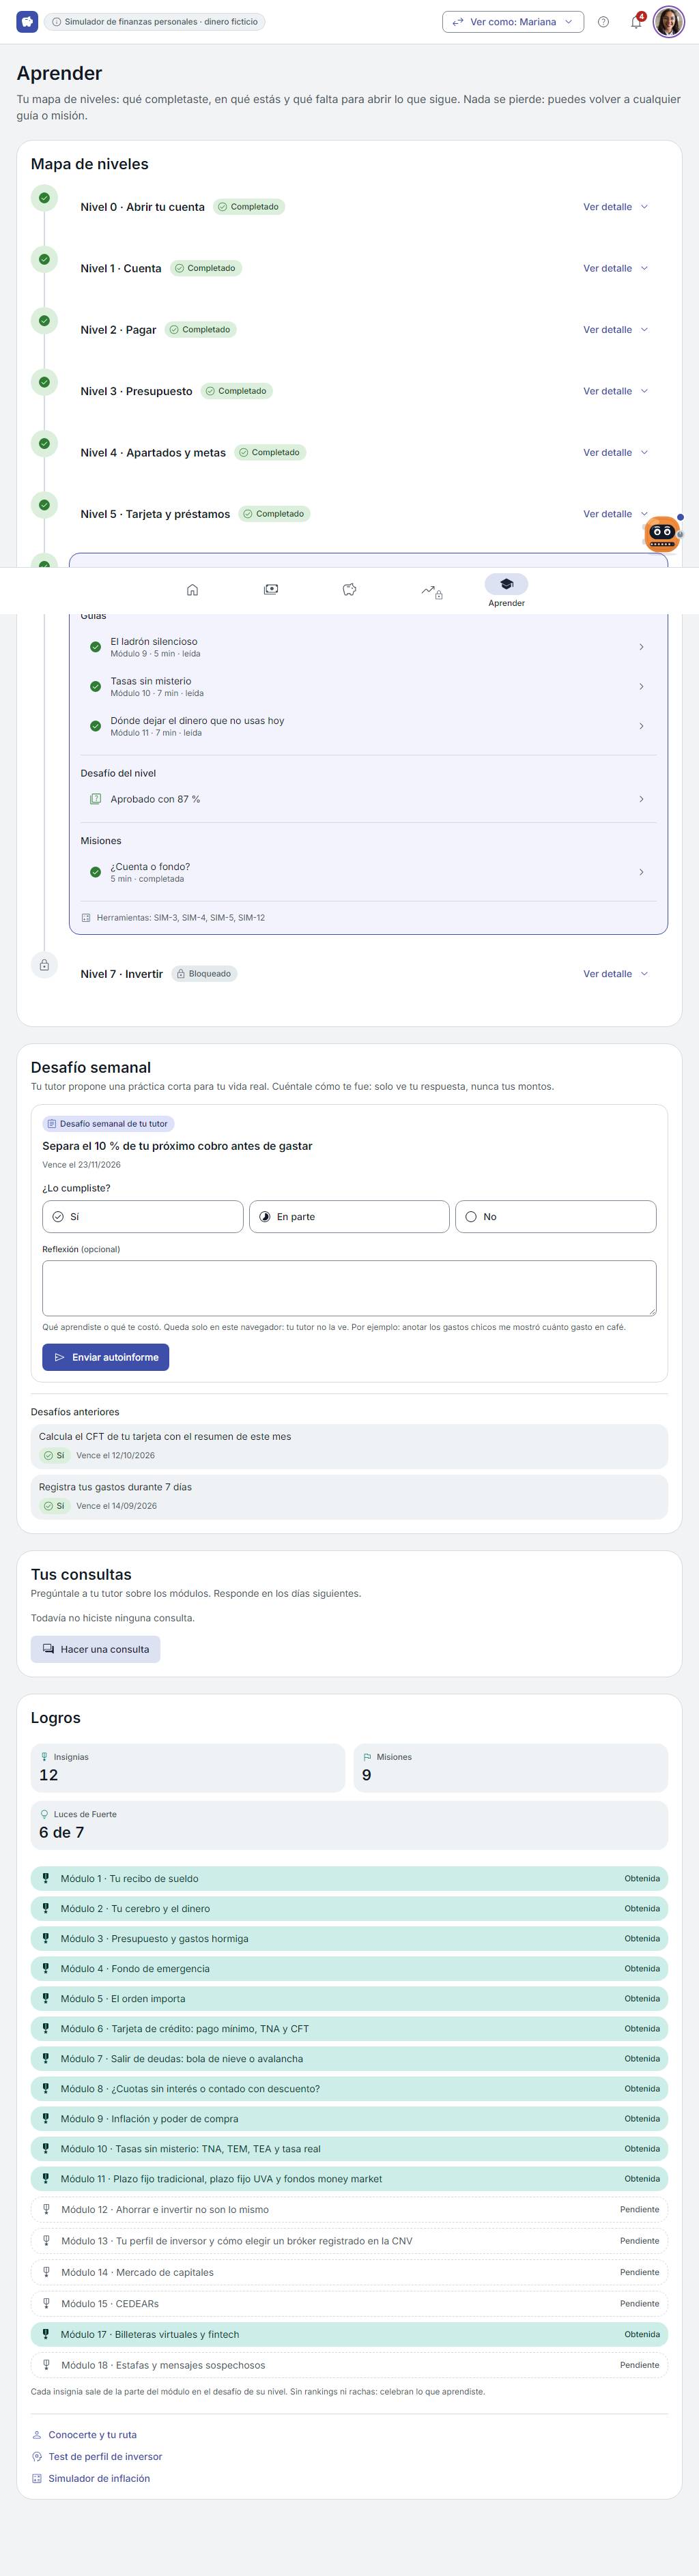 Simulador de finanzas personales · dinero ficticio
Ver como: Mariana
4
Aprender
Tu mapa de niveles: qué completaste, en qué estás y qué falta para abrir lo que sigue. Nada se pierde: puedes volver a cualquier
guía o misión.
Mapa de niveles
Nivel 0 · Abrir tu cuenta
Completado
Ver detalle
Nivel 1 · Cuenta
Completado
Ver detalle
Nivel 2 · Pagar
Completado
Ver detalle
Nivel 3 · Presupuesto
Completado
Ver detalle
Nivel 4 · Apartados y metas
Completado
Ver detalle
Nivel 5 · Tarjeta y préstamos
Completado
Ver detalle
Aprender
Guías
El ladrón silencioso
Módulo 9 · 5 min · leída
Tasas sin misterio
Módulo 10 · 7 min · leída
Dónde dejar el dinero que no usas hoy
Módulo 11 · 7 min · leída
Desafío del nivel
Aprobado con 87 %
Misiones
¿Cuenta o fondo?
5 min · completada
Herramientas: SIM-3, SIM-4, SIM-5, SIM-12
Nivel 7 · Invertir
Bloqueado
Ver detalle
Desafío semanal
Tu tutor propone una práctica corta para tu vida real. Cuéntale cómo te fue: solo ve tu respuesta, nunca tus montos.
Desafío semanal de tu tutor
Separa el 10 % de tu próximo cobro antes de gastar
Vence el 23/11/2026
¿Lo cumpliste?
Sí
En parte
No
Reflexión (opcional)
Qué aprendiste o qué te costó. Queda solo en este navegador: tu tutor no la ve. Por ejemplo: anotar los gastos chicos me mostró cuánto gasto en café.
Enviar autoinforme
Desafíos anteriores
Calcula el CFT de tu tarjeta con el resumen de este mes
Sí
Vence el 12/10/2026
Registra tus gastos durante 7 días
Sí
Vence el 14/09/2026
Tus consultas
Pregúntale a tu tutor sobre los módulos. Responde en los días siguientes.
Todavía no hiciste ninguna consulta.
Hacer una consulta
Logros
Insignias
12
Misiones
9
Luces de Fuerte
6 de 7
Módulo 1 · Tu recibo de sueldo
Obtenida
Módulo 2 · Tu cerebro y el dinero
Obtenida
Módulo 3 · Presupuesto y gastos hormiga
Obtenida
Módulo 4 · Fondo de emergencia
Obtenida
Módulo 5 · El orden importa
Obtenida
Módulo 6 · Tarjeta de crédito: pago mínimo, TNA y CFT
Obtenida
Módulo 7 · Salir de deudas: bola de nieve o avalancha
Obtenida
Módulo 8 · ¿Cuotas sin interés o contado con descuento?
Obtenida
Módulo 9 · Inflación y poder de compra
Obtenida
Módulo 10 · Tasas sin misterio: TNA, TEM, TEA y tasa real
Obtenida
Módulo 11 · Plazo fijo tradicional, plazo fijo UVA y fondos money market
Obtenida
Módulo 12 · Ahorrar e invertir no son lo mismo
Pendiente
Módulo 13 · Tu perfil de inversor y cómo elegir un bróker registrado en la CNV
Pendiente
Módulo 14 · Mercado de capitales
Pendiente
Módulo 15 · CEDEARs
Pendiente
Módulo 17 · Billeteras virtuales y fintech
Obtenida
Módulo 18 · Estafas y mensajes sospechosos
Pendiente
Cada insignia sale de la parte del módulo en el desafío de su nivel. Sin rankings ni rachas: celebran lo que aprendiste.
Conocerte y tu ruta
Test de perfil de inversor
Simulador de inflación